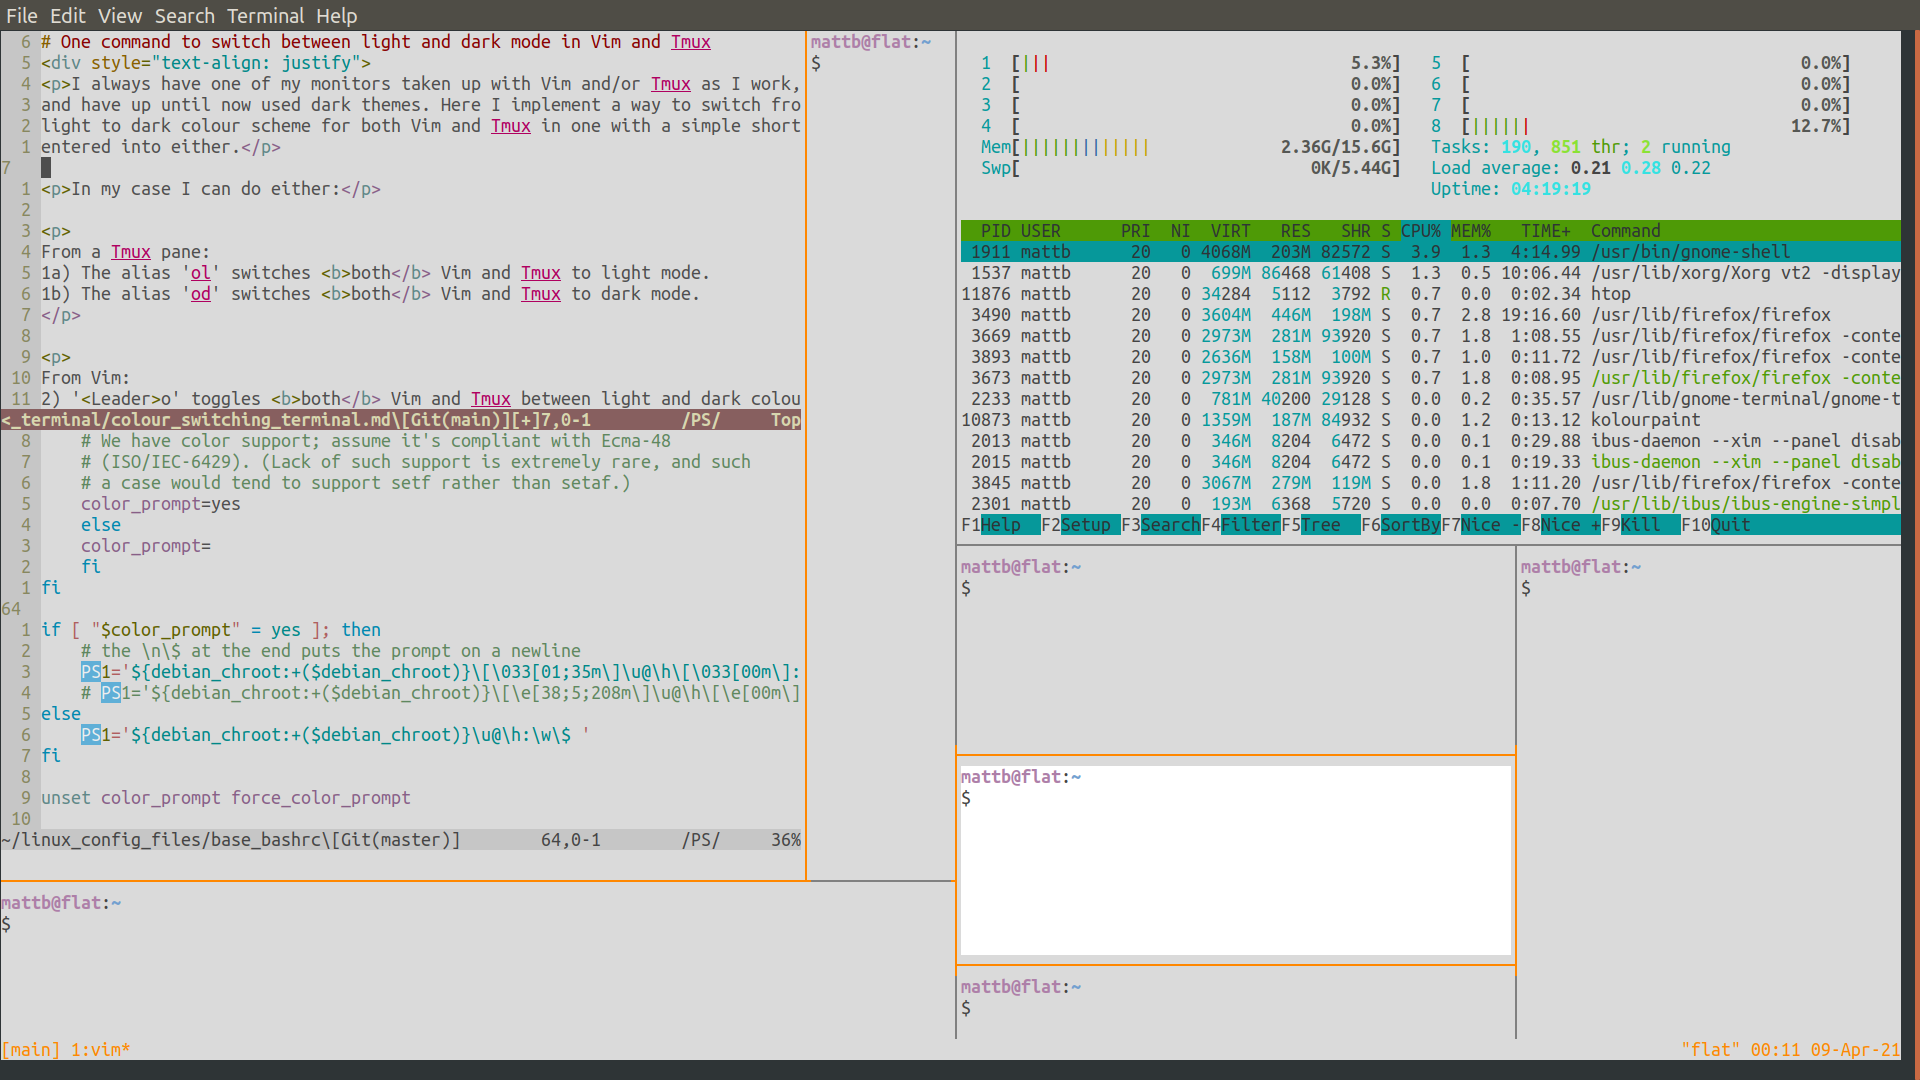 File Edit View Search Terminal Help
6 # One command to switch between light and dark mode in Vim and Tmux
5 <div style="text-align: justify">
4 <p>I always have one of my monitors taken up with Vim and/or Tmux as I work,
3 and have up until now used dark themes. Here I implement a way to switch fro
2 light to dark colour scheme for both Vim and Tmux in one with a simple short
1 entered into either.</p>
7
1 <p>In my case I can do either:</p>
2
3 <p>
4 From a Tmux pane:
5 1a) The alias 'ol' switches <b>both</b> Vim and Tmux to light mode.
6 1b) The alias 'od' switches <b>both</b> Vim and Tmux to dark mode.
7 </p>
8
9 <p>
10 From Vim:
11 2) '<Leader>o' toggles <b>both</b> Vim and Tmux between light and dark colou
<_terminal/colour_switching_terminal.md\[Git(main)][+]7,0-1 /PS/ Top
8 # We have color support; assume it's compliant with Ecma-48
7 # (ISO/IEC-6429). (Lack of such support is extremely rare, and such
6 # a case would tend to support setf rather than setaf.)
5 color_prompt=yes
4 else
3 color_prompt=
2 fi
1 fi
64
1 if [ "$color_prompt" = yes ]; then
2 # the \n\$ at the end puts the prompt on a newline
3 PS1='${debian_chroot:+($debian_chroot)}\[\033[01;35m\]\u@\h\[\033[00m\]:
4 # PS1='${debian_chroot:+($debian_chroot)}\[\e[38;5;208m\]\u@\h\[\e[00m\]
5 else
6 PS1='${debian_chroot:+($debian_chroot)}\u@\h:\w\$ '
7 fi
8
9 unset color_prompt force_color_prompt
10
~/linux_config_files/base_bashrc\[Git(master)] 64,0-1 /PS/ 36%
mattb@flat:~
$
mattb@flat:~
$
1 [||| 5.3%] 5 [ 0.0%]
2 [ 0.0%] 6 [ 0.0%]
3 [ 0.0%] 7 [ 0.0%]
4 [ 0.0%] 8 [|||||| 12.7%]
Mem[||||||||||||| 2.36G/15.6G] Tasks: 190, 851 thr; 2 running
Swp[ 0K/5.44G] Load average: 0.21 0.28 0.22
Uptime: 04:19:19
PID USER PRI NI VIRT RES SHR S CPU% MEM% TIME+ Command
1911 mattb 20 0 4068M 203M 82572 S 3.9 1.3 4:14.99 /usr/bin/gnome-shell
1537 mattb 20 0 699M 86468 61408 S 1.3 0.5 10:06.44 /usr/lib/xorg/Xorg vt2 -display
11876 mattb 20 0 34284 5112 3792 R 0.7 0.0 0:02.34 htop
3490 mattb 20 0 3604M 446M 198M S 0.7 2.8 19:16.60 /usr/lib/firefox/firefox
3669 mattb 20 0 2973M 281M 93920 S 0.7 1.8 1:08.55 /usr/lib/firefox/firefox -conte
3893 mattb 20 0 2636M 158M 100M S 0.7 1.0 0:11.72 /usr/lib/firefox/firefox -conte
3673 mattb 20 0 2973M 281M 93920 S 0.7 1.8 0:08.95 /usr/lib/firefox/firefox -conte
2233 mattb 20 0 781M 40200 29128 S 0.0 0.2 0:35.57 /usr/lib/gnome-terminal/gnome-t
10873 mattb 20 0 1359M 187M 84932 S 0.0 1.2 0:13.12 kolourpaint
2013 mattb 20 0 346M 8204 6472 S 0.0 0.1 0:29.88 ibus-daemon --xim --panel disab
2015 mattb 20 0 346M 8204 6472 S 0.0 0.1 0:19.33 ibus-daemon --xim --panel disab
3845 mattb 20 0 3067M 279M 119M S 0.0 1.8 1:11.20 /usr/lib/firefox/firefox -conte
2301 mattb 20 0 193M 6368 5720 S 0.0 0.0 0:07.70 /usr/lib/ibus/ibus-engine-simpl
F1Help F2Setup F3SearchF4FilterF5Tree F6SortByF7Nice -F8Nice +F9Kill F10Quit
mattb@flat:~
$
mattb@flat:~
$
mattb@flat:~
$
mattb@flat:~
$
[main] 1:vim* "flat" 00:11 09-Apr-21